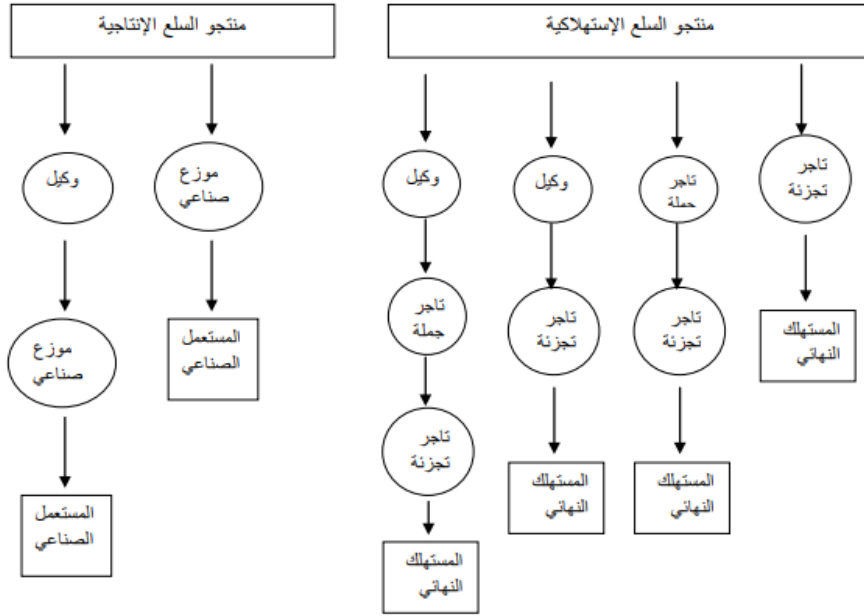 منتجو السلع الإستهلاكية
تاجر
تجزئة
المستهلك
النهائي
تاجر
جملة
تاجر
تجزئة
المستهلك
النهائي
وكيل
تاجر
تجزئة
المستهلك
النهائي
وكيل
تاجر
جملة
تاجر
تجزئة
المستهلك
النهائي
منتجو السلع الإنتاجية
موزع
صناعي
المستعمل
الصناعي
وكيل
موزع
صناعي
المستعمل
الصناعي